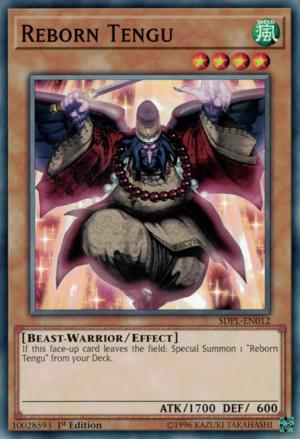 REBORN TENGU
WIND
風
SDPL-EN012
[BEAST-WARRIOR/EFFECT]
If this face-up card leaves the field: Special Summon 1 "Reborn
Tengu" from your Deck.
ATK/1700 DEF/ 600
10028593 1st Edition ©1996 KAZUKI TAKAHASHI